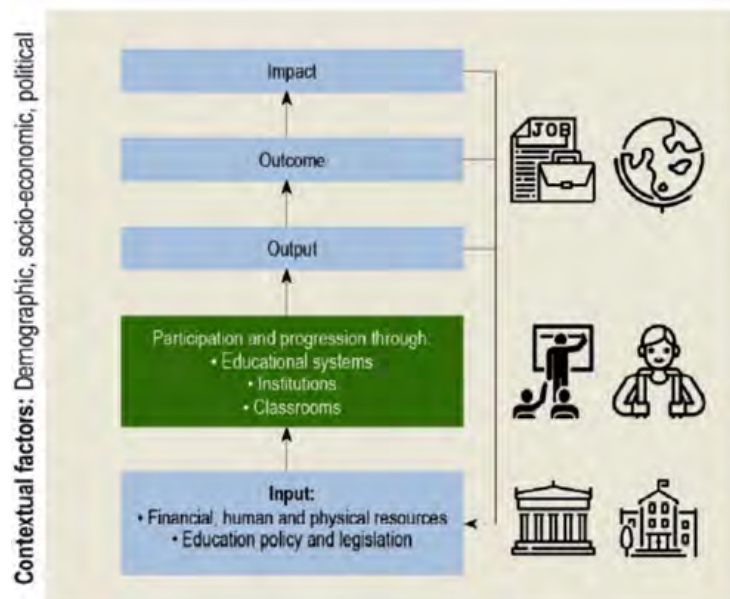 Contextual factors: Demographic, socio-economic, political
Impact
Outcome
Output
Participation and progression through:
• Educational systems
• Institutions
• Classrooms
Input:
• Financial, human and physical resources
• Education policy and legislation
JOB